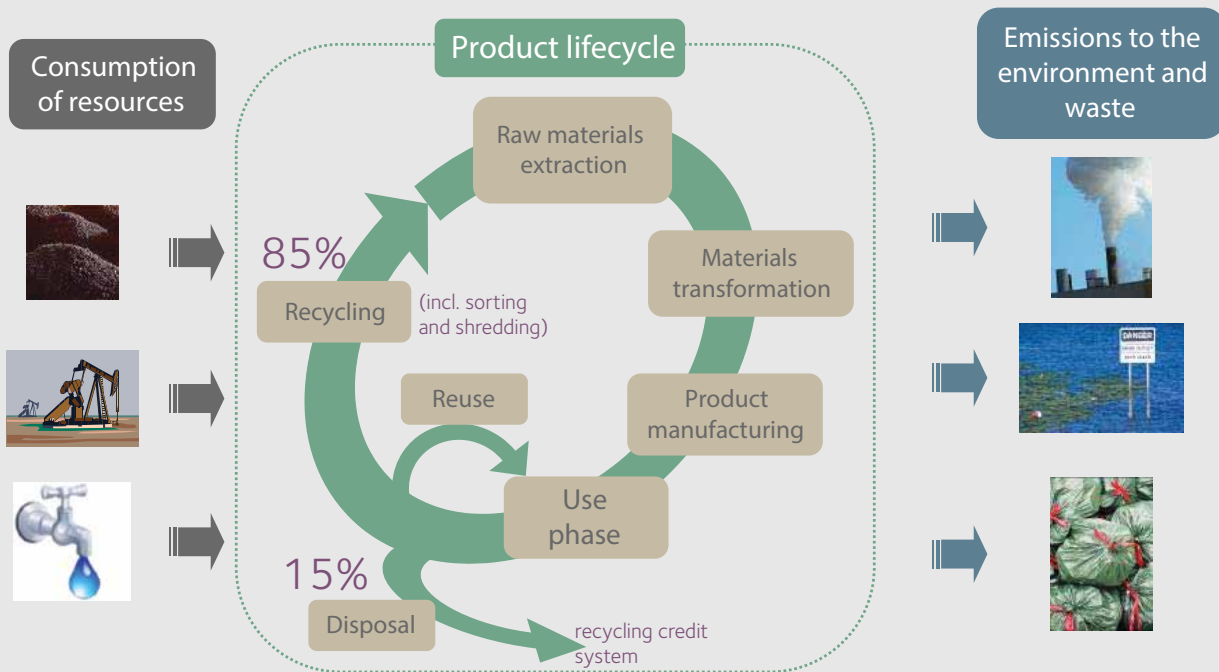 Product lifecycle
Consumption
of resources
Emissions to the
environment and
waste
Raw materials
extraction
Materials
transformation
Product
manufacturing
Use
phase
Reuse
85%
Recycling
(incl. sorting
and shredding)
15%
Disposal
recycling credit
system
DANGER